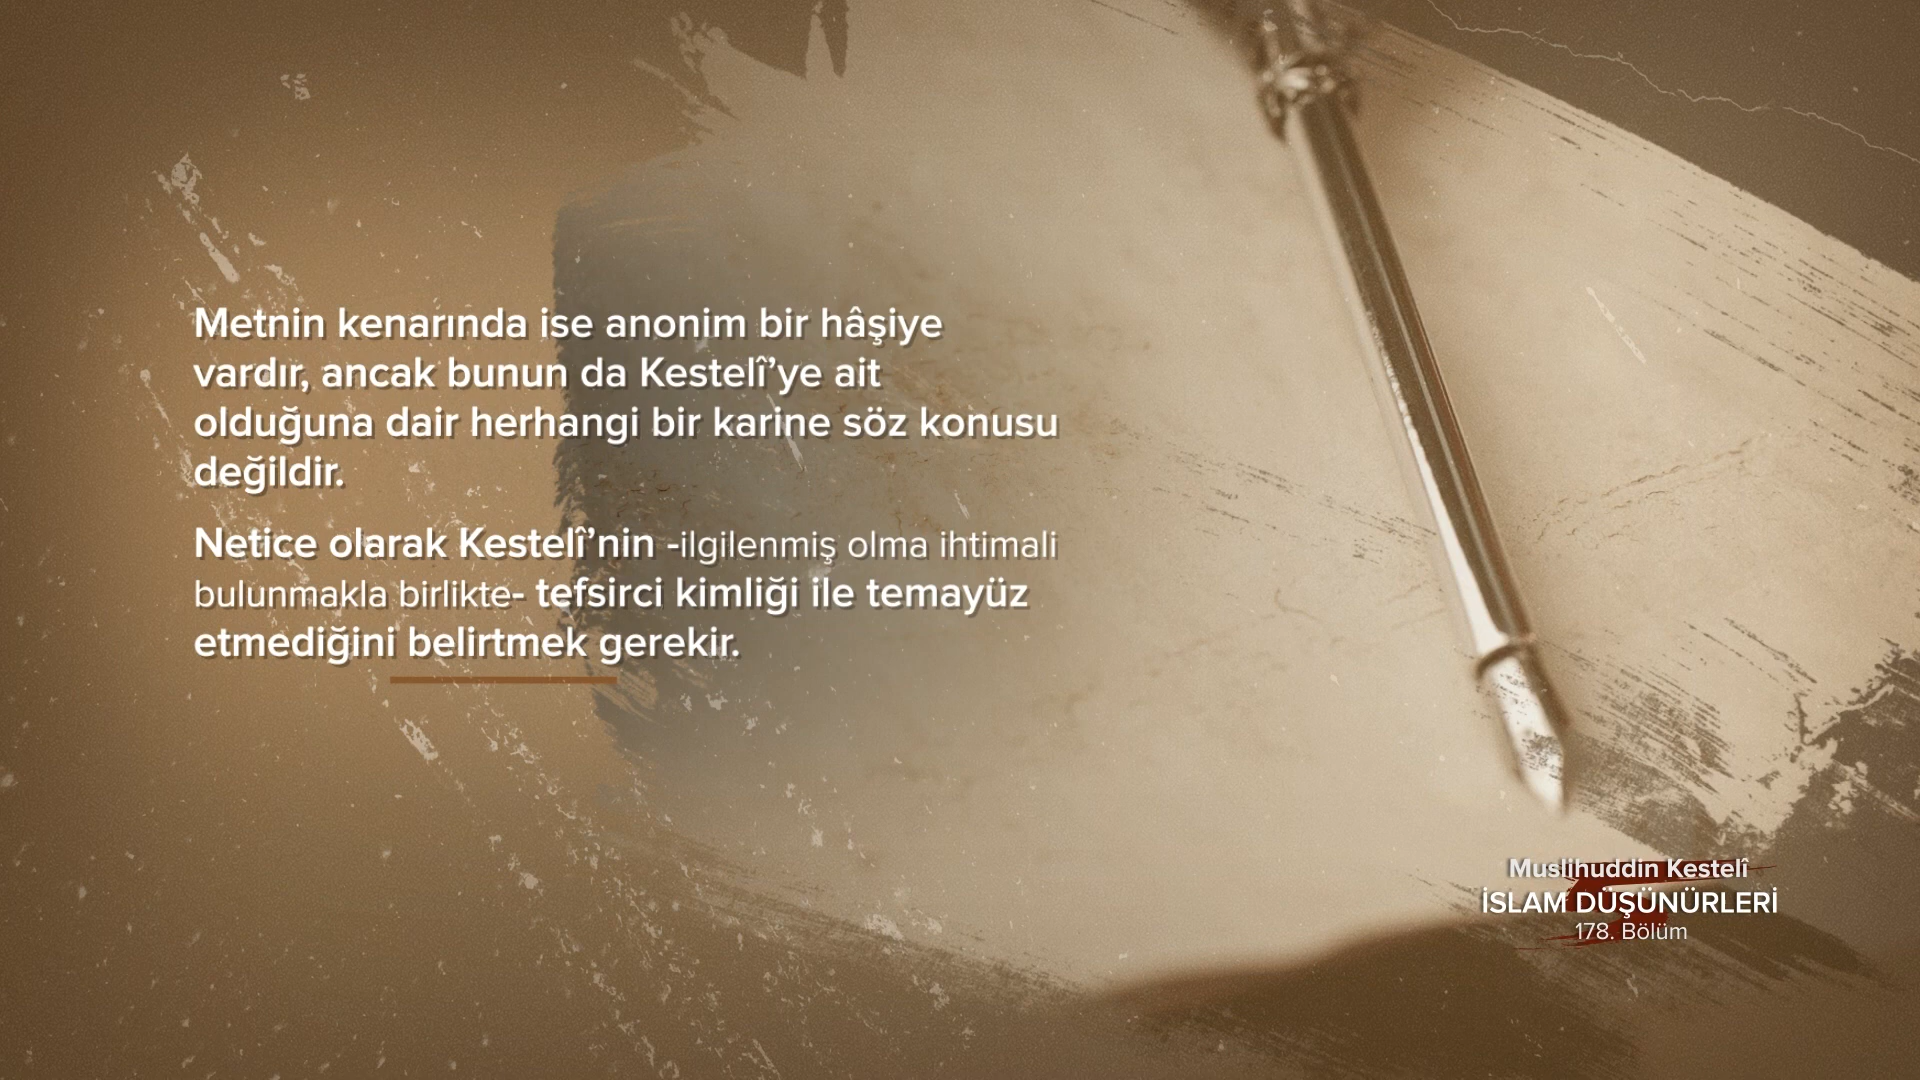 Metnin kenarında ise anonim bir hâşiye
vardır, ancak bunun da Kestelî’ye ait
olduğuna dair herhangi bir karine söz konusu
değildir.
Netice olarak Kestelî’nin -ilgilenmiş olma ihtimali
bulunmakla birlikte- tefsirci kimliği ile temayüz
etmediğini belirtmek gerekir.
Muslihuddin Kestelî
İSLAM DÜŞÜNÜRLERİ
178. Bölüm